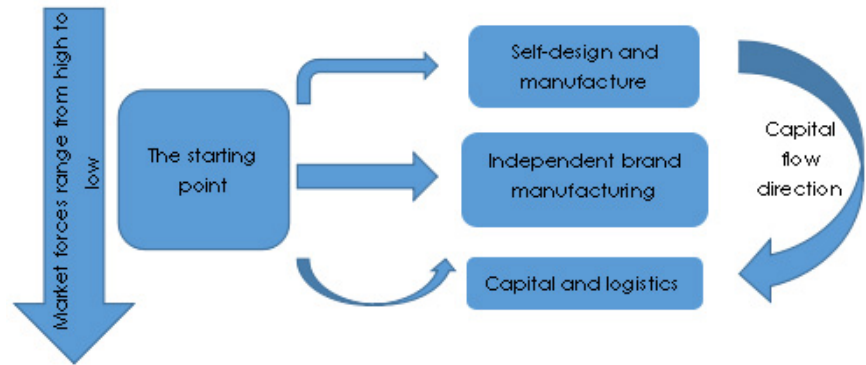 Market forces range from high to
low
The starting
point
Self-design and
manufacture
Independent brand
manufacturing
Capital and logistics
Capital
flow
direction